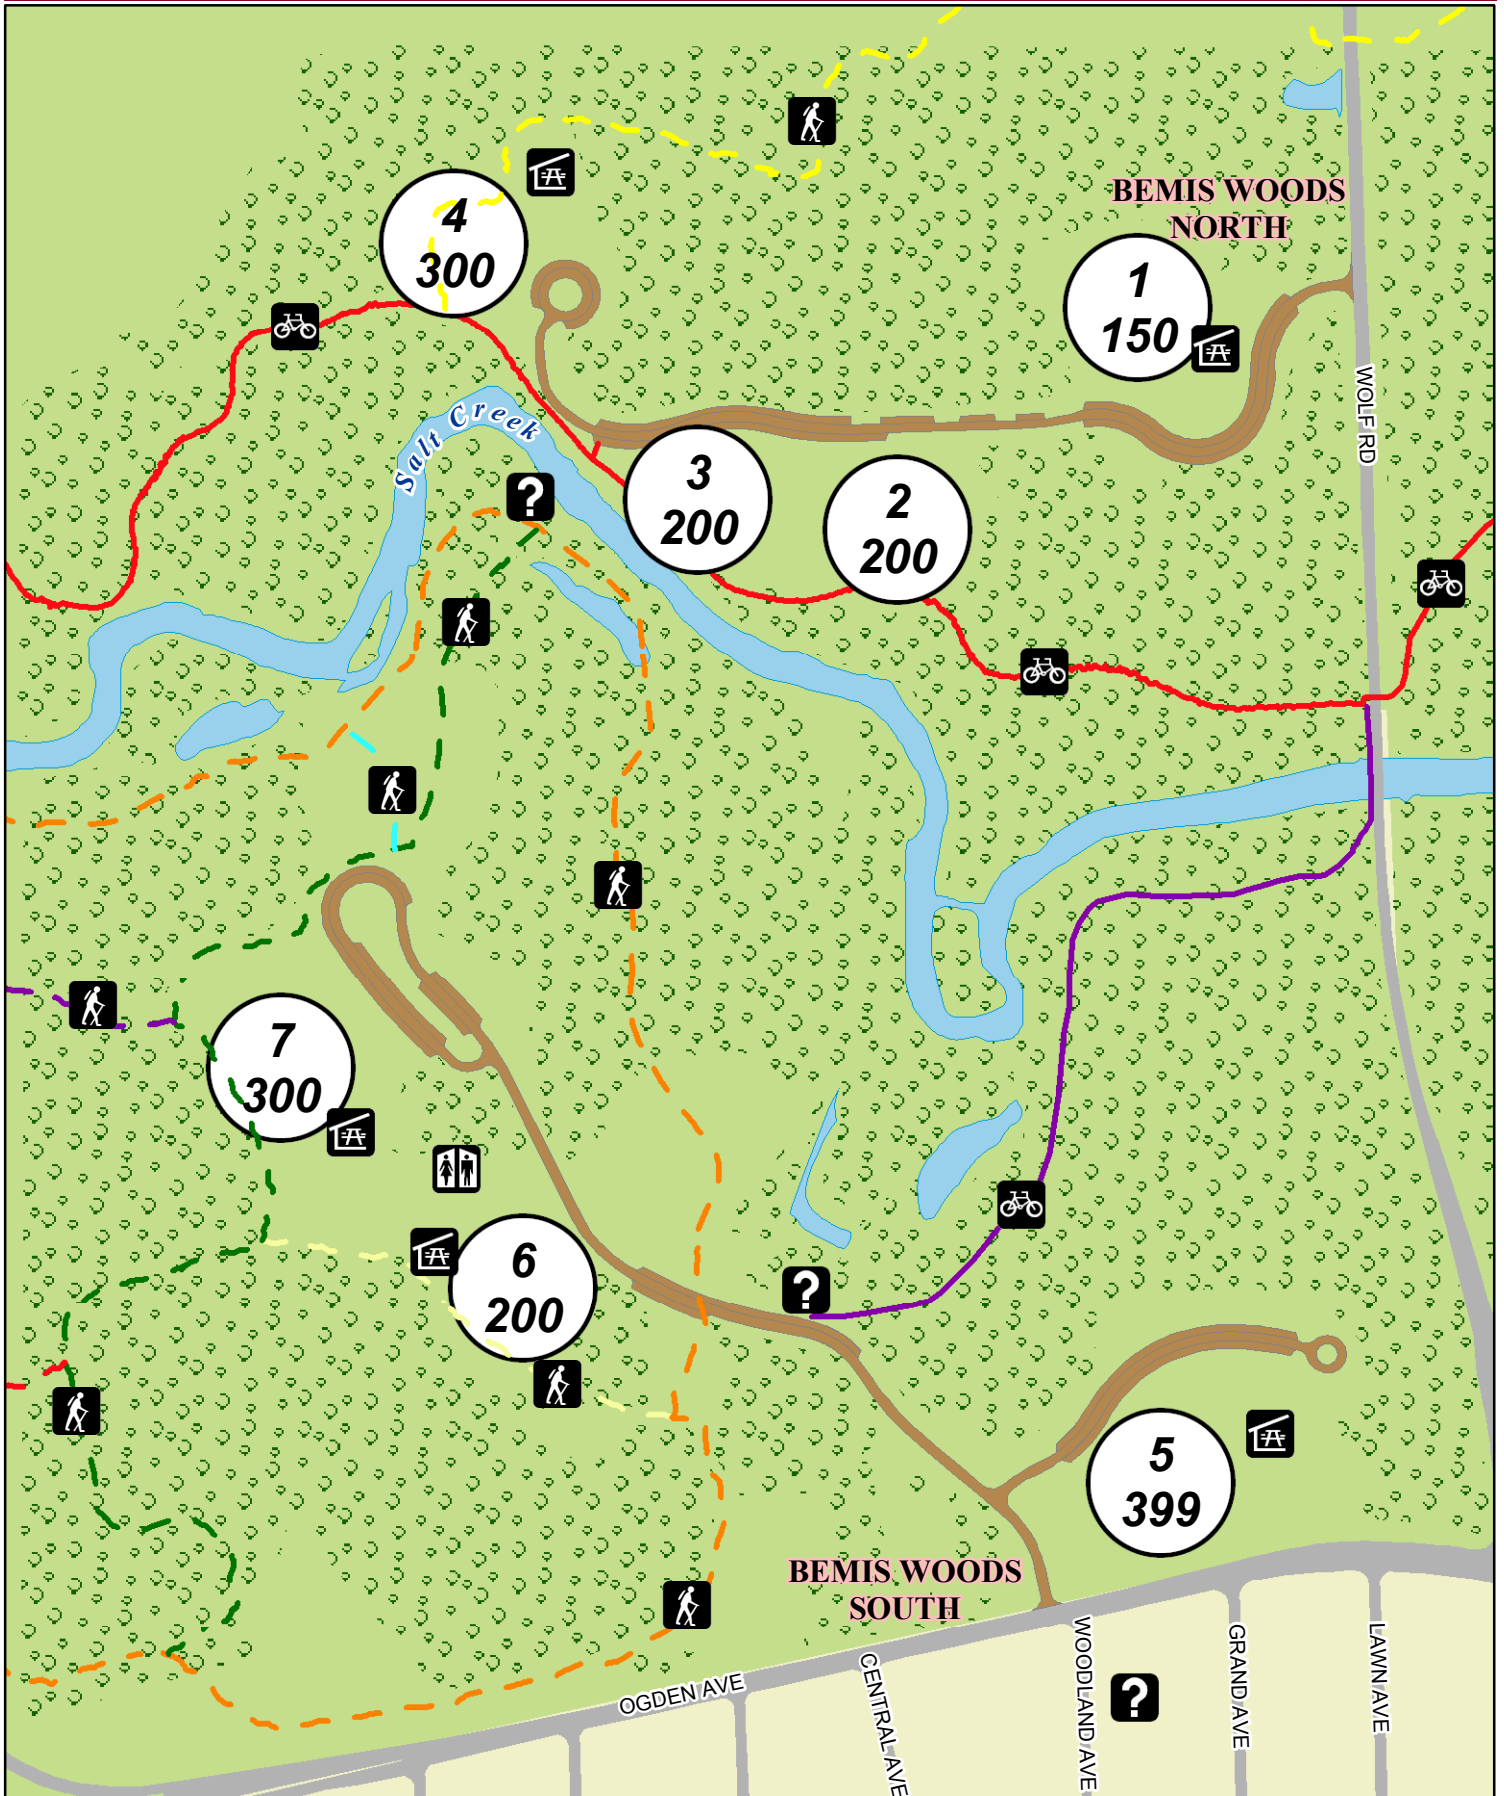 BEMIS WOODS
NORTH
4
300
1
150
WOLF RD
Salt Creek
?
3
200
2
200
7
300
6
200
?
5
399
BEMIS WOODS
SOUTH
OGDEN AVE
CENTRAL AVE
WOODLAND AVE
?
GRAND AVE
LAWN AVE